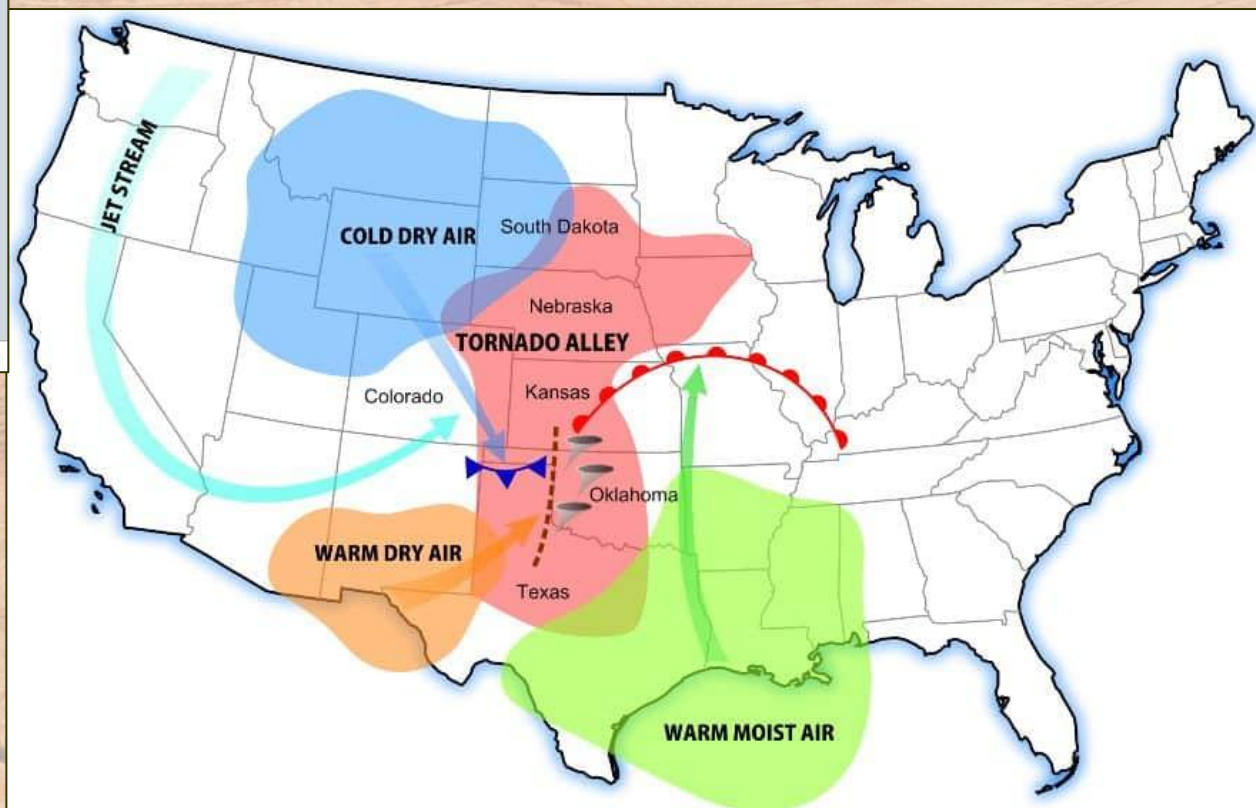 JET STREAM
COLD DRY AIR
South Dakota
Nebraska
TORNADO ALLEY
Colorado
Kansas
Oklahoma
WARM DRY AIR
Texas
WARM MOIST AIR